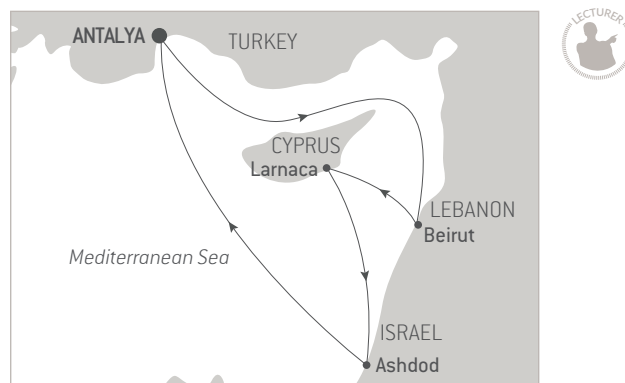 LECTURER
ANTALYA
TURKEY
CYPRUS
Larnaca
LEBANON
Beirut
Mediterranean Sea
ISRAEL
Ashdod